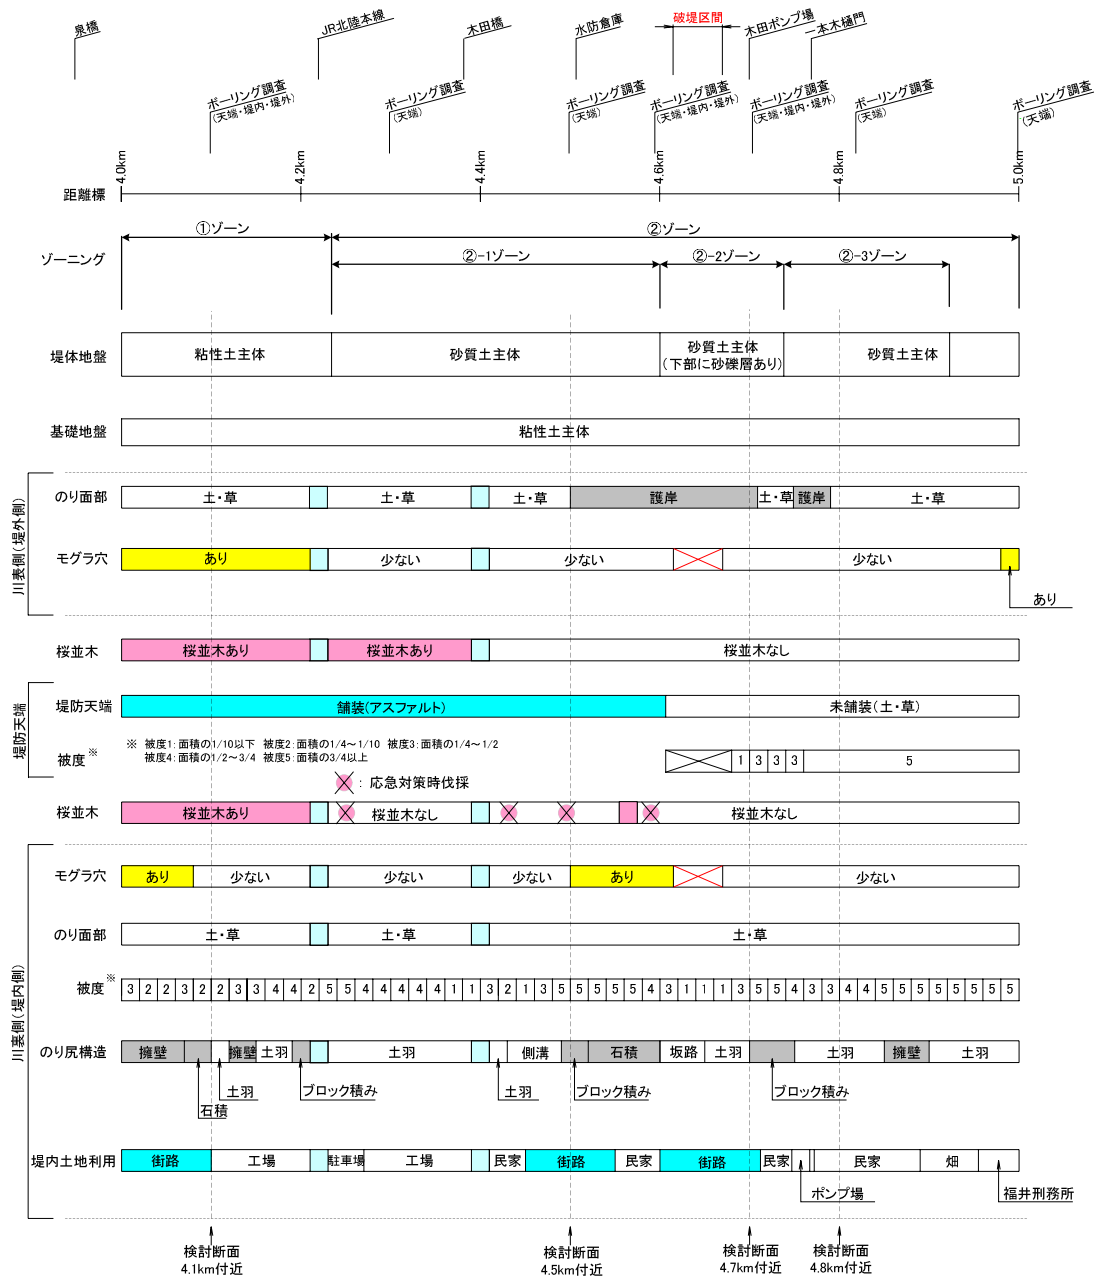 泉橋
JR北陸本線
木田橋
水防倉庫
破堤区間
木田ポンプ場
一本木樋門
ボーリング調査
(天端・堤内・堤外)
ボーリング調査
(天端)
ボーリング調査
(天端)
ボーリング調査
(天端・堤内・堤外)
ボーリング調査
(天端・堤内・堤外)
ボーリング調査
(天端)
ボーリング調査
(天端)
距離標 4.0km 4.2km 4.4km 4.6km 4.8km 5.0km
①ゾーン ②ゾーン
ゾーニング ②-1ゾーン ②-2ゾーン ②-3ゾーン
堤体地盤 粘性土主体 砂質土主体 砂質土主体
(下部に砂礫層あり) 砂質土主体
基礎地盤 粘性土主体
川表側(堤外側)
のり面部 土・草 土・草 土・草 護岸 土・草 護岸 土・草
モグラ穴 あり 少ない 少ない 少ない
あり
桜並木 桜並木あり 桜並木あり 桜並木なし
堤防天端
堤防天端 舗装(アスファルト) 未舗装(土・草)
被度※ 1 3 3 3 5
※ 被度1:面積の1/10以下 被度2:面積の1/4~1/10 被度3:面積の1/4~1/2
被度4:面積の1/2~3/4 被度5:面積の3/4以上
: 応急対策時伐採
桜並木 桜並木あり 桜並木なし 桜並木なし
川裏側(堤内側)
モグラ穴 あり 少ない 少ない 少ない あり 少ない
のり面部 土・草 土・草 土・草
被度※ 3 2 2 3 2 2 3 3 4 4 2 5 5 4 4 4 4 4 1 1 3 2 1 3 5 5 5 5 5 4 3 1 1 1 3 5 5 4 3 3 4 4 5 5 5 5 5 5 5 5
のり尻構造 擁壁 擁壁 土羽 土羽 側溝 石積 坂路 土羽 土羽 擁壁 土羽
土羽 ブロック積み 土羽 ブロック積み ブロック積み
石積
堤内土地利用 街路 工場 駐車場 工場 民家 街路 民家 街路 民家 民家 畑
ポンプ場 福井刑務所
検討断面
4.1km付近
検討断面
4.5km付近
検討断面
4.7km付近
検討断面
4.8km付近